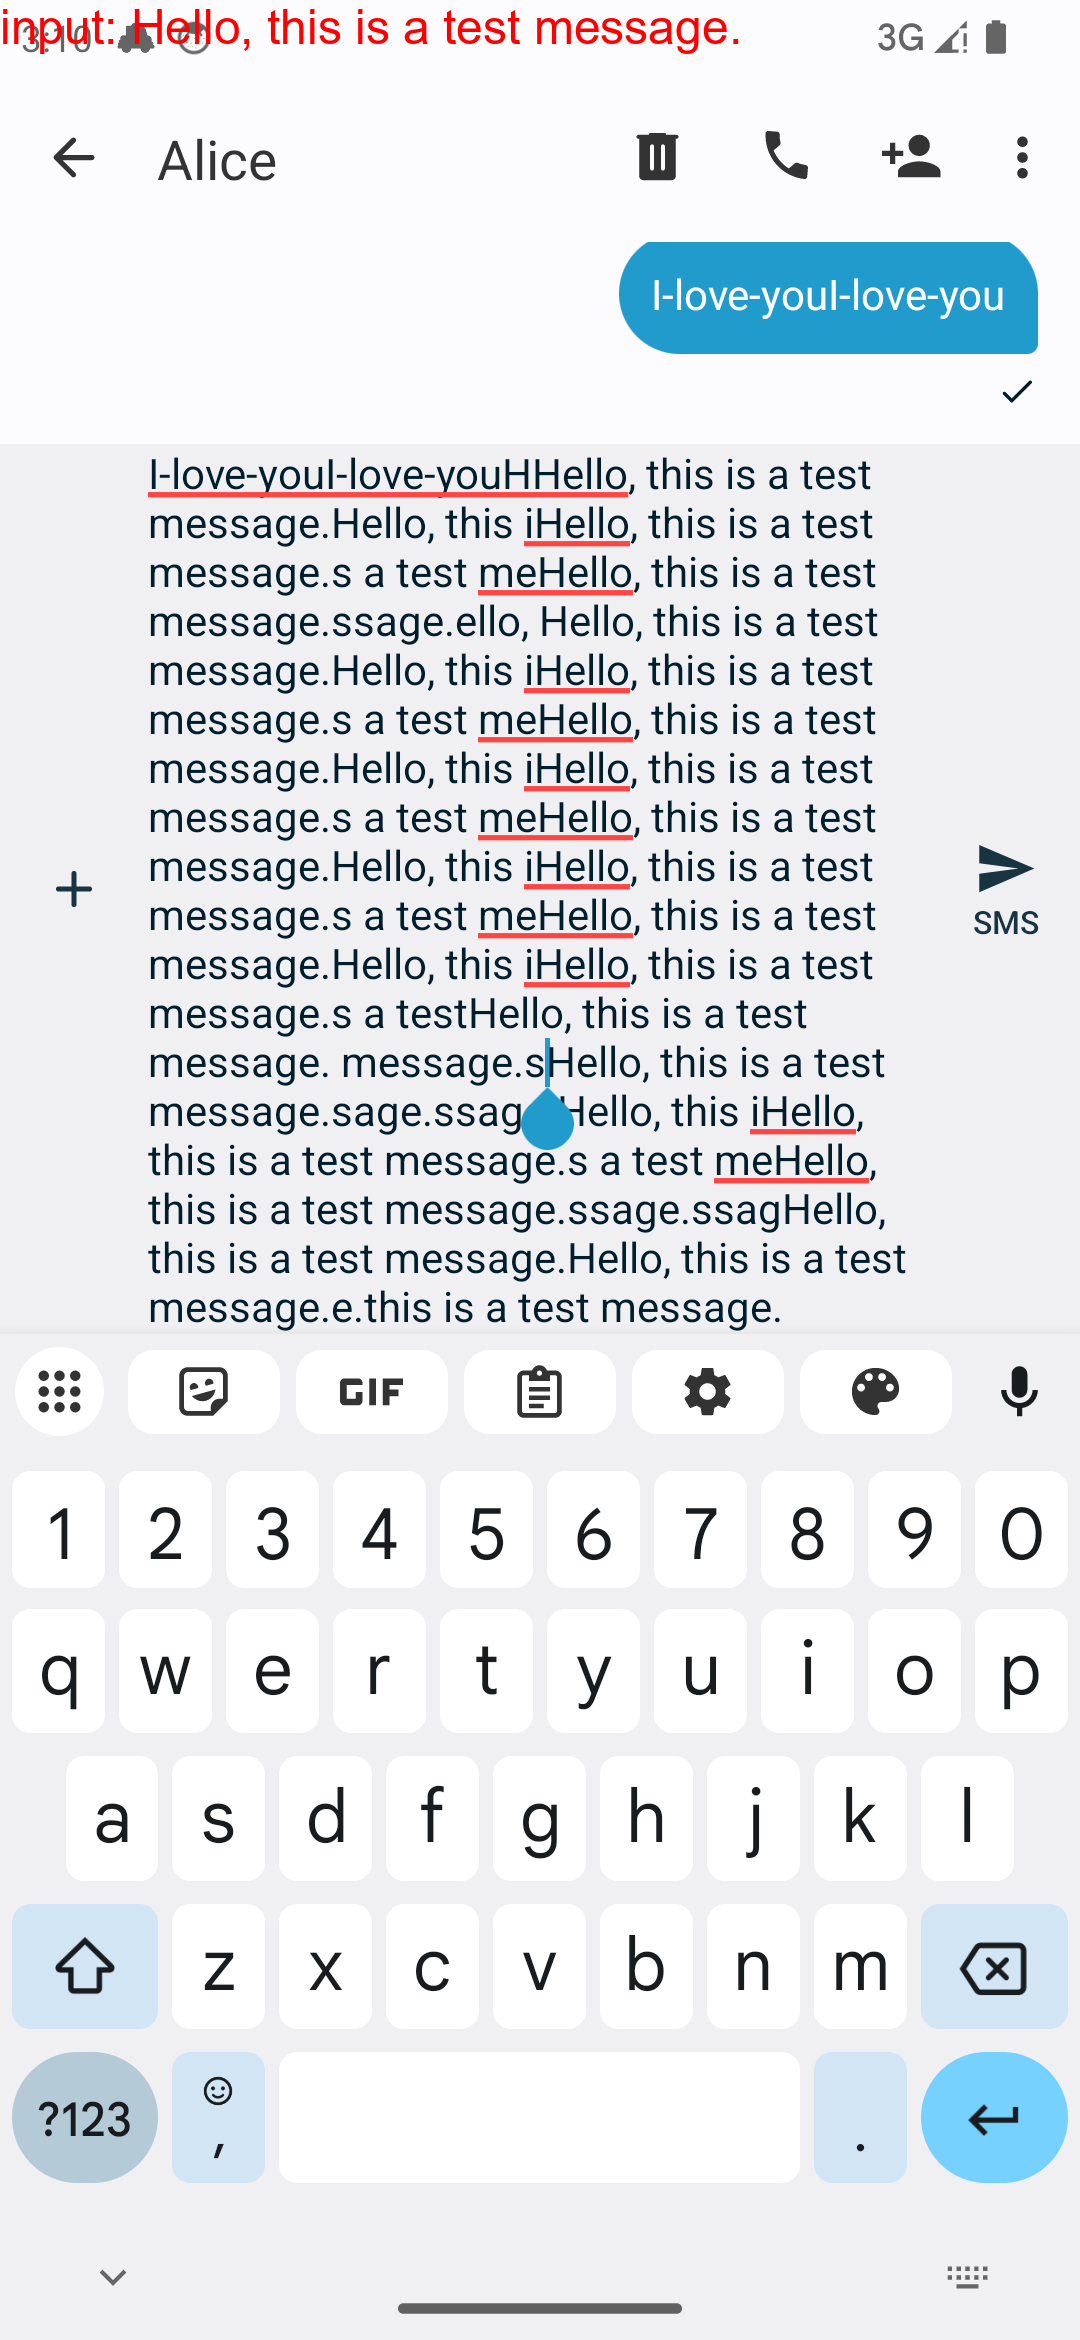 input: Hello, this is a test message.
3:10
3G
Alice
I-love-youI-love-you
I-love-youI-love-youHHello, this is a test
message.Hello, this iHello, this is a test
message.s a test meHello, this is a test
message.ssage.ello, Hello, this is a test
message.Hello, this iHello, this is a test
message.s a test meHello, this is a test
message.Hello, this iHello, this is a test
message.s a test meHello, this is a test
message.Hello, this iHello, this is a test
message.s a test meHello, this is a test
message.Hello, this iHello, this is a test
message.s a testHello, this is a test
message. message.sHello, this is a test
message.sage.ssag Hello, this iHello,
this is a test message.s a test meHello,
this is a test message.ssage.ssagHello,
this is a test message.Hello, this is a test
message.e.this is a test message.
SMS
GIF
1 2 3 4 5 6 7 8 9 0
q w e r t y u i o p
a s d f g h j k l
z x c v b n m
?123 , .